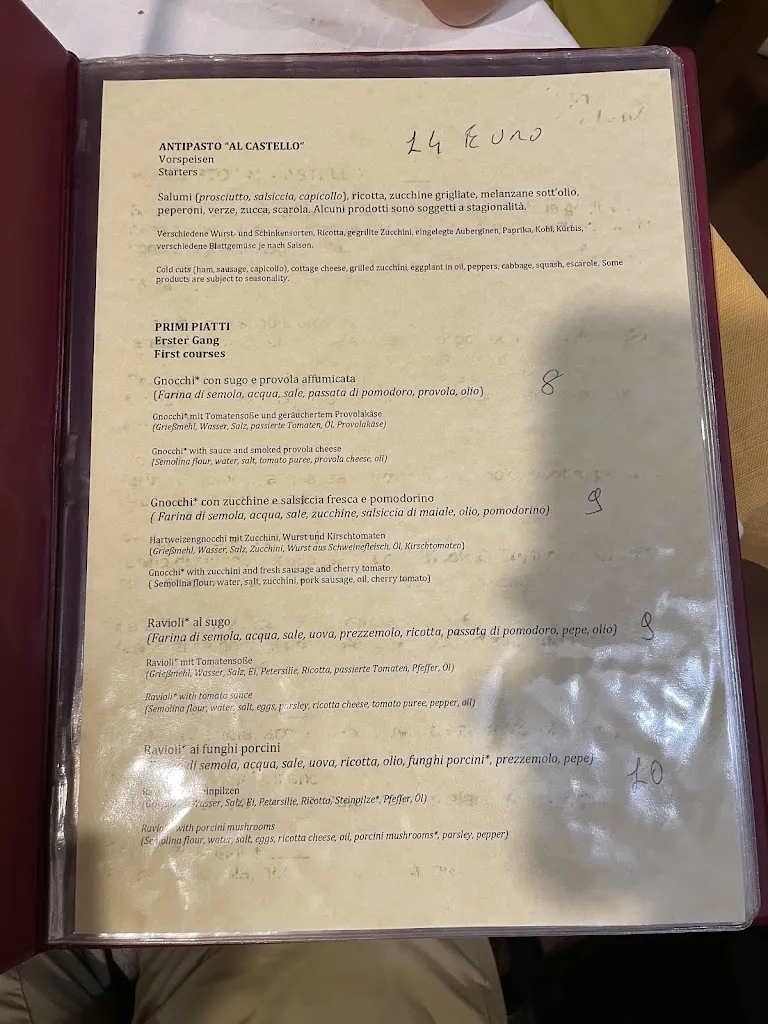 ANTIPASTO "AL CASTELLO" 14 EURO
Vorspeisen
Starters
Salumi (prosciutto, salsiccia, capicollo), ricotta, zucchine grigliate, melanzane sott'olio,
peperoni, verze, zucca, scarola. Alcuni prodotti sono soggetti a stagionalità.
Verschiedene Wurst- und Schinkensorten, Ricotta, gegrillte Zucchini, eingelegte Auberginen, Paprika, Kohl, Kürbis,
verschiedene Blattgemüse je nach Saison.
Cold cuts (ham, sausage, capicollo), cottage cheese, grilled zucchini, eggplant in oil, peppers, cabbage, squash, escarole. Some
products are subject to seasonality.
PRIMI PIATTI
Erster Gang
First courses
Gnocchi* con sugo e provola affumicata 8
(Farina di semola, acqua, sale, passata di pomodoro, provola, olio)
Gnocchi* mit Tomatensoße und geräuchertem Provolakäse
(Grießmehl, Wasser, Salz, passierte Tomaten, Öl, Provolakäse)
Gnocchi* with sauce and smoked provola cheese
(Semolina flour, water, salt, tomato puree, provola cheese, oil)
Gnocchi* con zucchine e salsiccia fresca e pomodorino 9
( Farina di semola, acqua, sale, zucchine, salsiccia di maiale, olio, pomodorino)
Hartweizengnocchi mit Zucchini, Wurst und Kirschtomaten
(Grießmehl, Wasser, Salz, Zucchini, Wurst aus Schweinefleisch, Öl, Kirschtomaten)
Gnocchi* with zucchini and fresh sausage and cherry tomato
( Semolina flour, water, salt, zucchini, pork sausage, oil, cherry tomato)
Ravioli* al sugo 9
(Farina di semola, acqua, sale, uova, prezzemolo, ricotta, passata di pomodoro, pepe, olio)
Ravioli* mit Tomatensoße
(Grießmehl, Wasser, Salz, Ei, Petersilie, Ricotta, passierte Tomaten, Pfeffer, Öl)
Ravioli* with tomato sauce
(Semolina flour, water, salt, eggs, parsley, ricotta cheese, tomato puree, pepper, oil)
Ravioli* ai funghi porcini 10
di semola, acqua, sale, uova, ricotta, olio, funghi porcini*, prezzemolo, pepe)
Wasser, Salz, Ei, Petersilie, Ricotta, Steinpilze*, Pfeffer, Öl)
Ravioli* with porcini mushrooms
(Semolina flour, water, salt, eggs, ricotta cheese, oil, porcini mushrooms*, parsley, pepper)